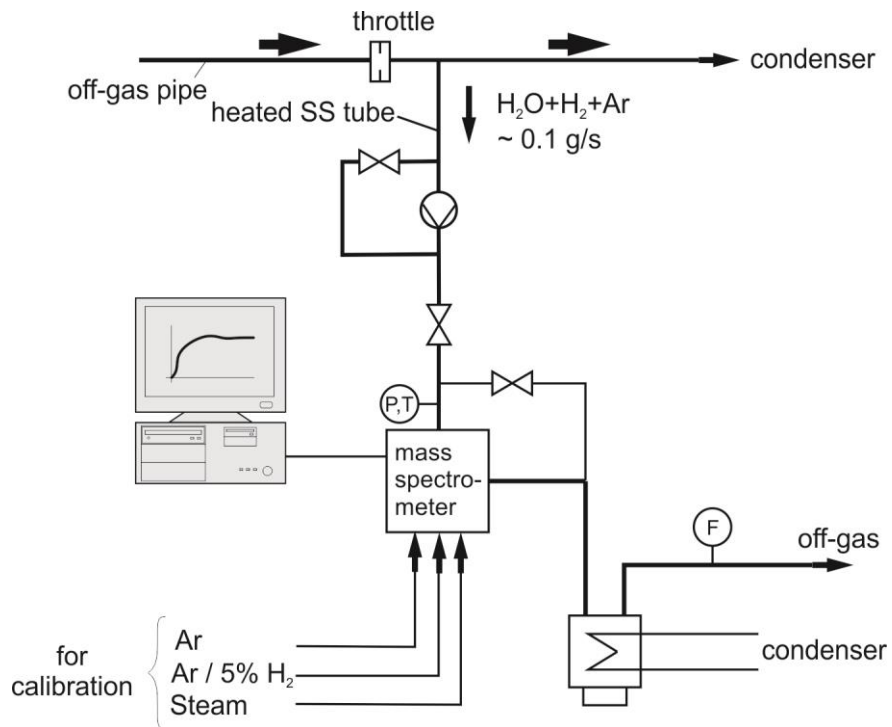 throttle
off-gas pipe
condenser
heated SS tube
H₂O+H₂+Ar
~ 0.1 g/s
P,T
mass
spectro-
meter
F
off-gas
for
calibration
Ar
Ar / 5% H₂
Steam
condenser